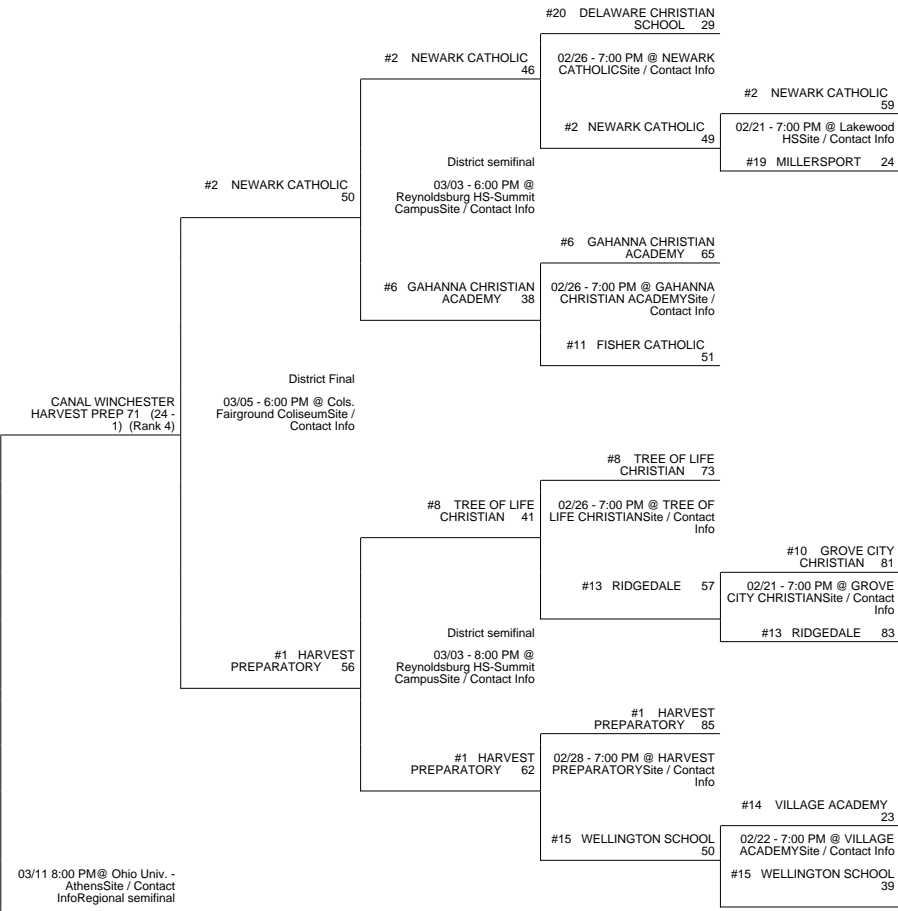 #20 DELAWARE CHRISTIAN
SCHOOL 29
#2 NEWARK CATHOLIC
46
02/26 - 7:00 PM @ NEWARK
CATHOLICSite / Contact Info
#2 NEWARK CATHOLIC
59
#2 NEWARK CATHOLIC
49
02/21 - 7:00 PM @ Lakewood
HSSite / Contact Info
#19 MILLERSPORT 24
District semifinal
#2 NEWARK CATHOLIC
50
03/03 - 6:00 PM @
Reynoldsburg HS-Summit
CampusSite / Contact Info
#6 GAHANNA CHRISTIAN
ACADEMY 65
#6 GAHANNA CHRISTIAN
ACADEMY 38
02/26 - 7:00 PM @ GAHANNA
CHRISTIAN ACADEMYSite /
Contact Info
#11 FISHER CATHOLIC
51
District Final
CANAL WINCHESTER
HARVEST PREP 71 (24 -
1) (Rank 4)
03/05 - 6:00 PM @ Cols.
Fairground ColiseumSite /
Contact Info
#8 TREE OF LIFE
CHRISTIAN 73
#8 TREE OF LIFE
CHRISTIAN 41
02/26 - 7:00 PM @ TREE OF
LIFE CHRISTIANSite / Contact
Info
#10 GROVE CITY
CHRISTIAN 81
#13 RIDGEDALE 57
02/21 - 7:00 PM @ GROVE
CITY CHRISTIANSite / Contact
Info
#13 RIDGEDALE 83
District semifinal
#1 HARVEST
PREPARATORY 56
03/03 - 8:00 PM @
Reynoldsburg HS-Summit
CampusSite / Contact Info
#1 HARVEST
PREPARATORY 85
#1 HARVEST
PREPARATORY 62
02/28 - 7:00 PM @ HARVEST
PREPARATORYSite / Contact
Info
#14 VILLAGE ACADEMY
23
#15 WELLINGTON SCHOOL
50
02/22 - 7:00 PM @ VILLAGE
ACADEMYSite / Contact Info
#15 WELLINGTON SCHOOL
39
03/11 8:00 PM@ Ohio Univ. -
AthensSite / Contact
InfoRegional semifinal